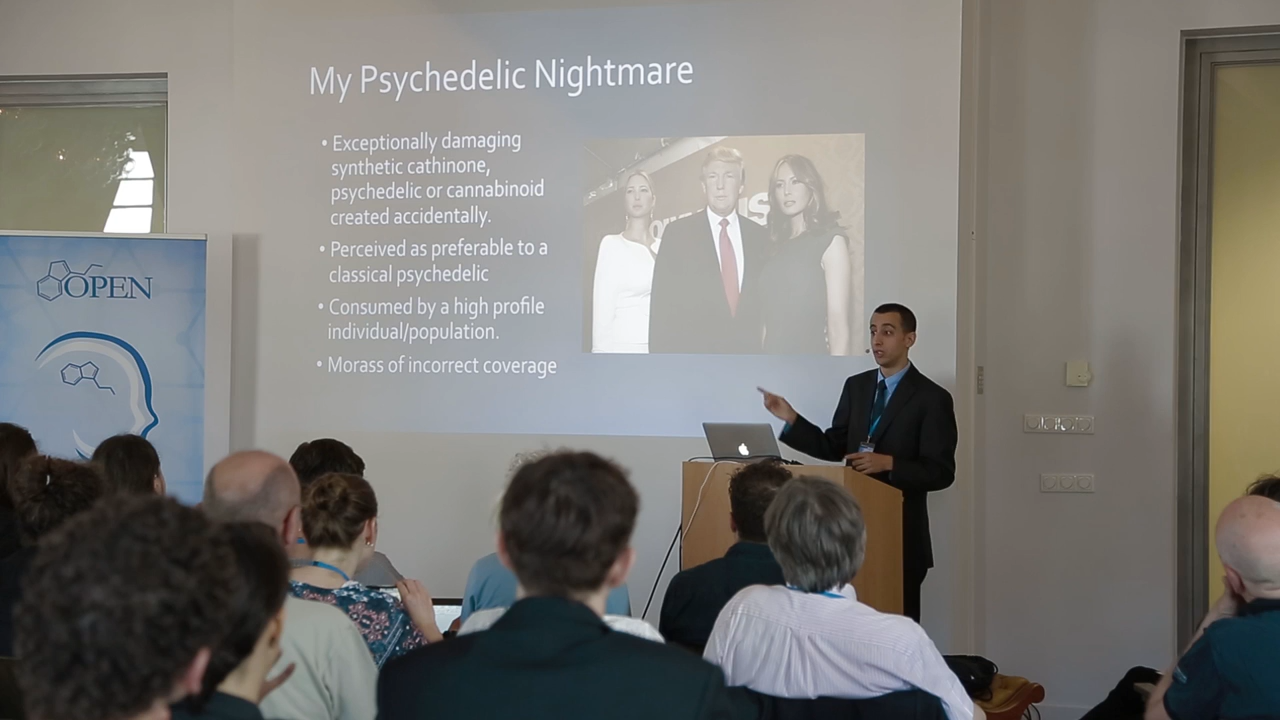 My Psychedelic Nightmare
• Exceptionally damaging
synthetic cathinone,
psychedelic or cannabinoid
created accidentally.
• Perceived as preferable to a
classical psychedelic
• Consumed by a high profile
individual/population.
• Morass of incorrect coverage
OPEN